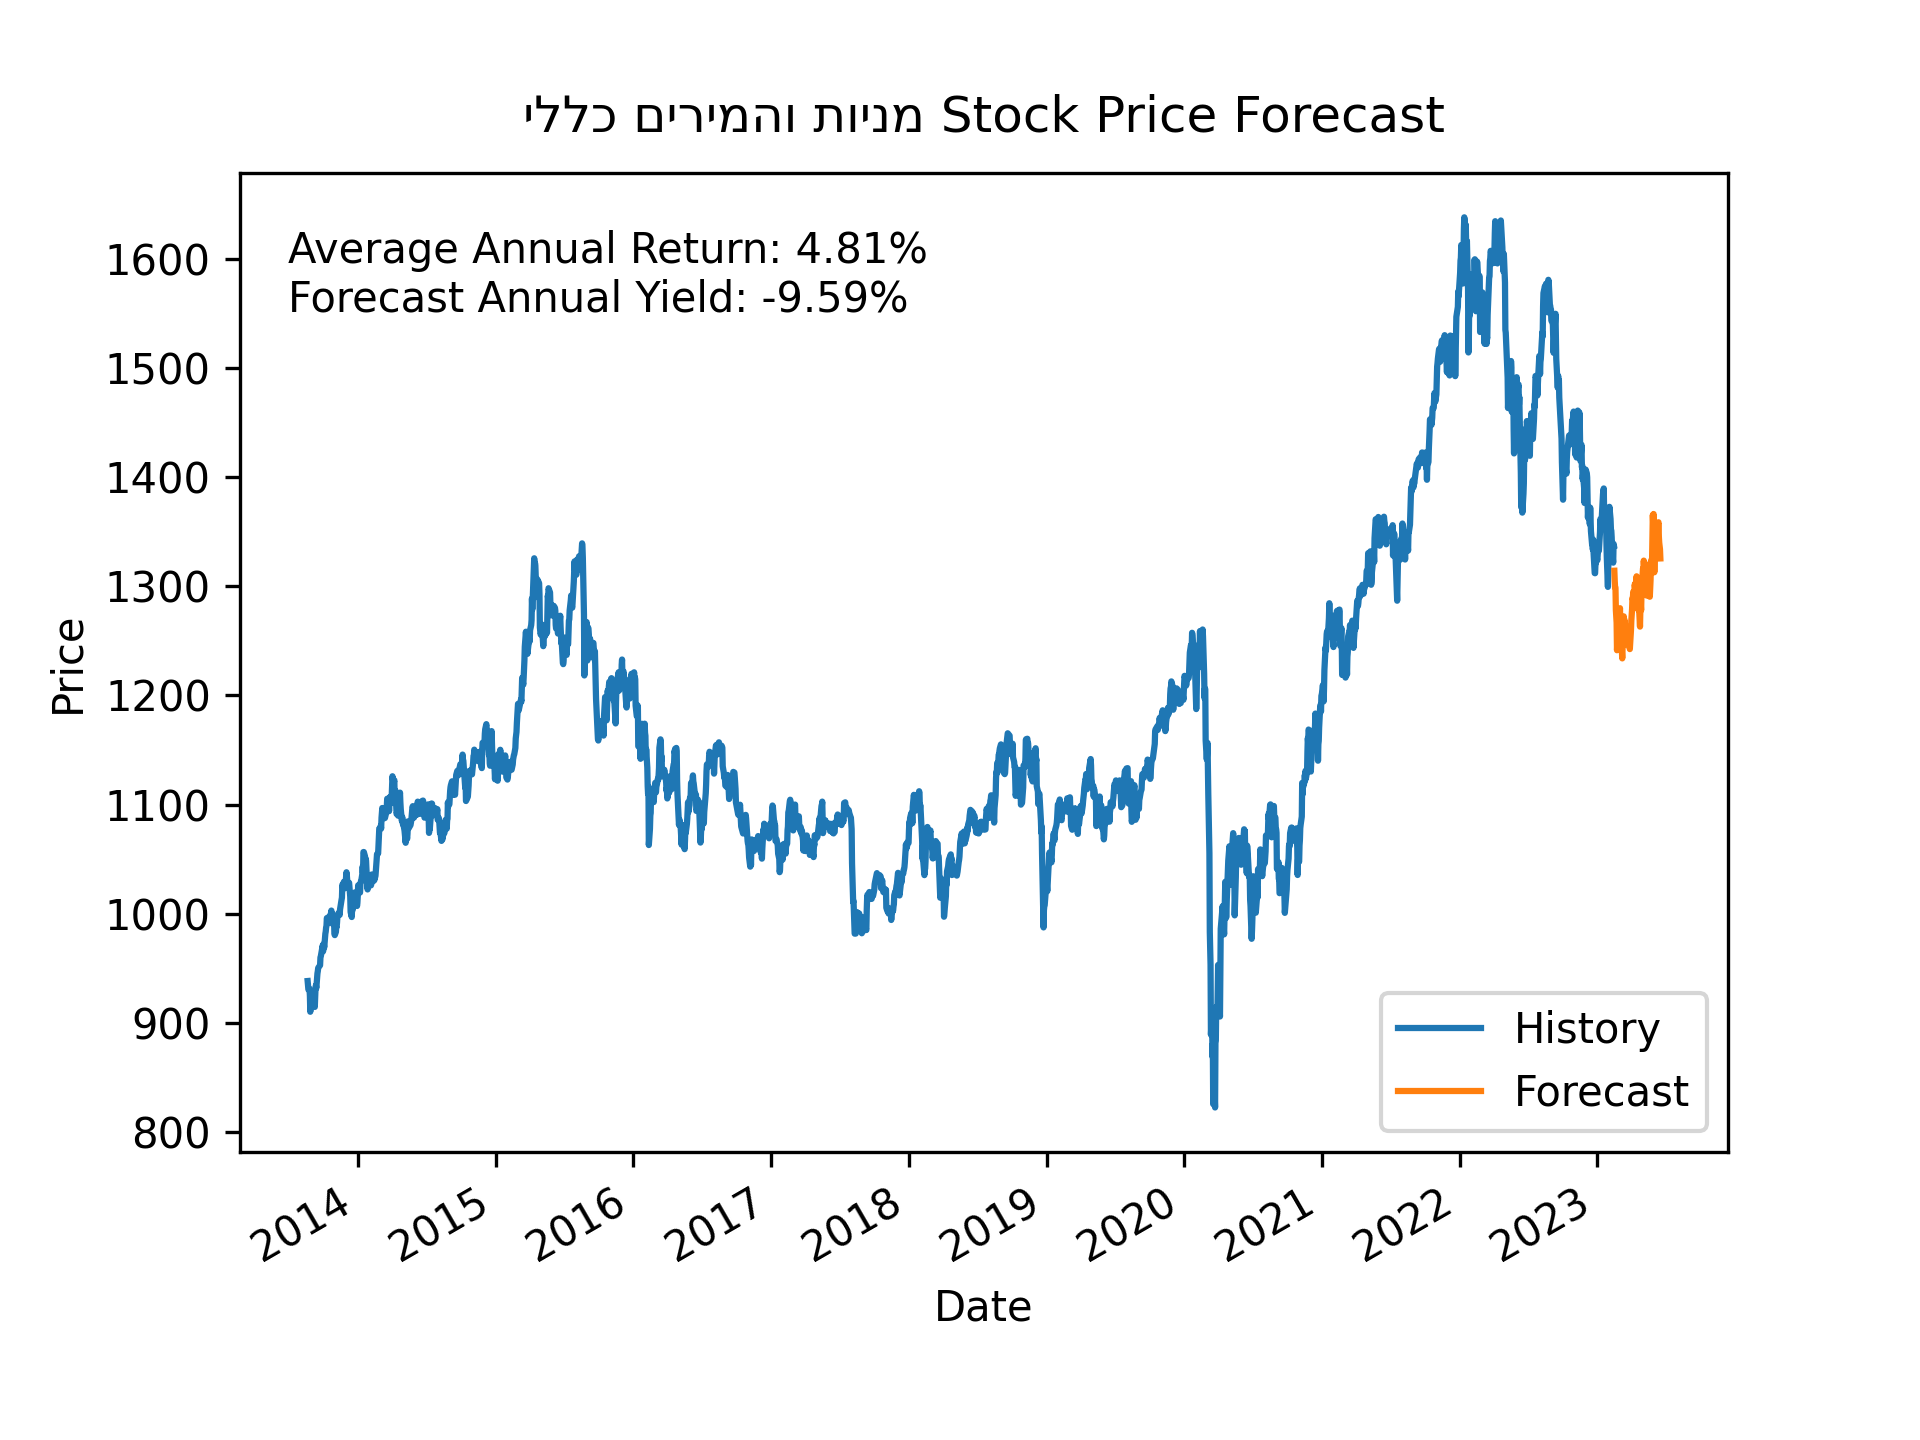 מניות והמירים כללי Stock Price Forecast
Average Annual Return: 4.81%
Forecast Annual Yield: -9.59%
1600
1500
1400
1300
1200
1100
1000
900
800
Price
History
Forecast
2014 2015 2016 2017 2018 2019 2020 2021 2022 2023
Date